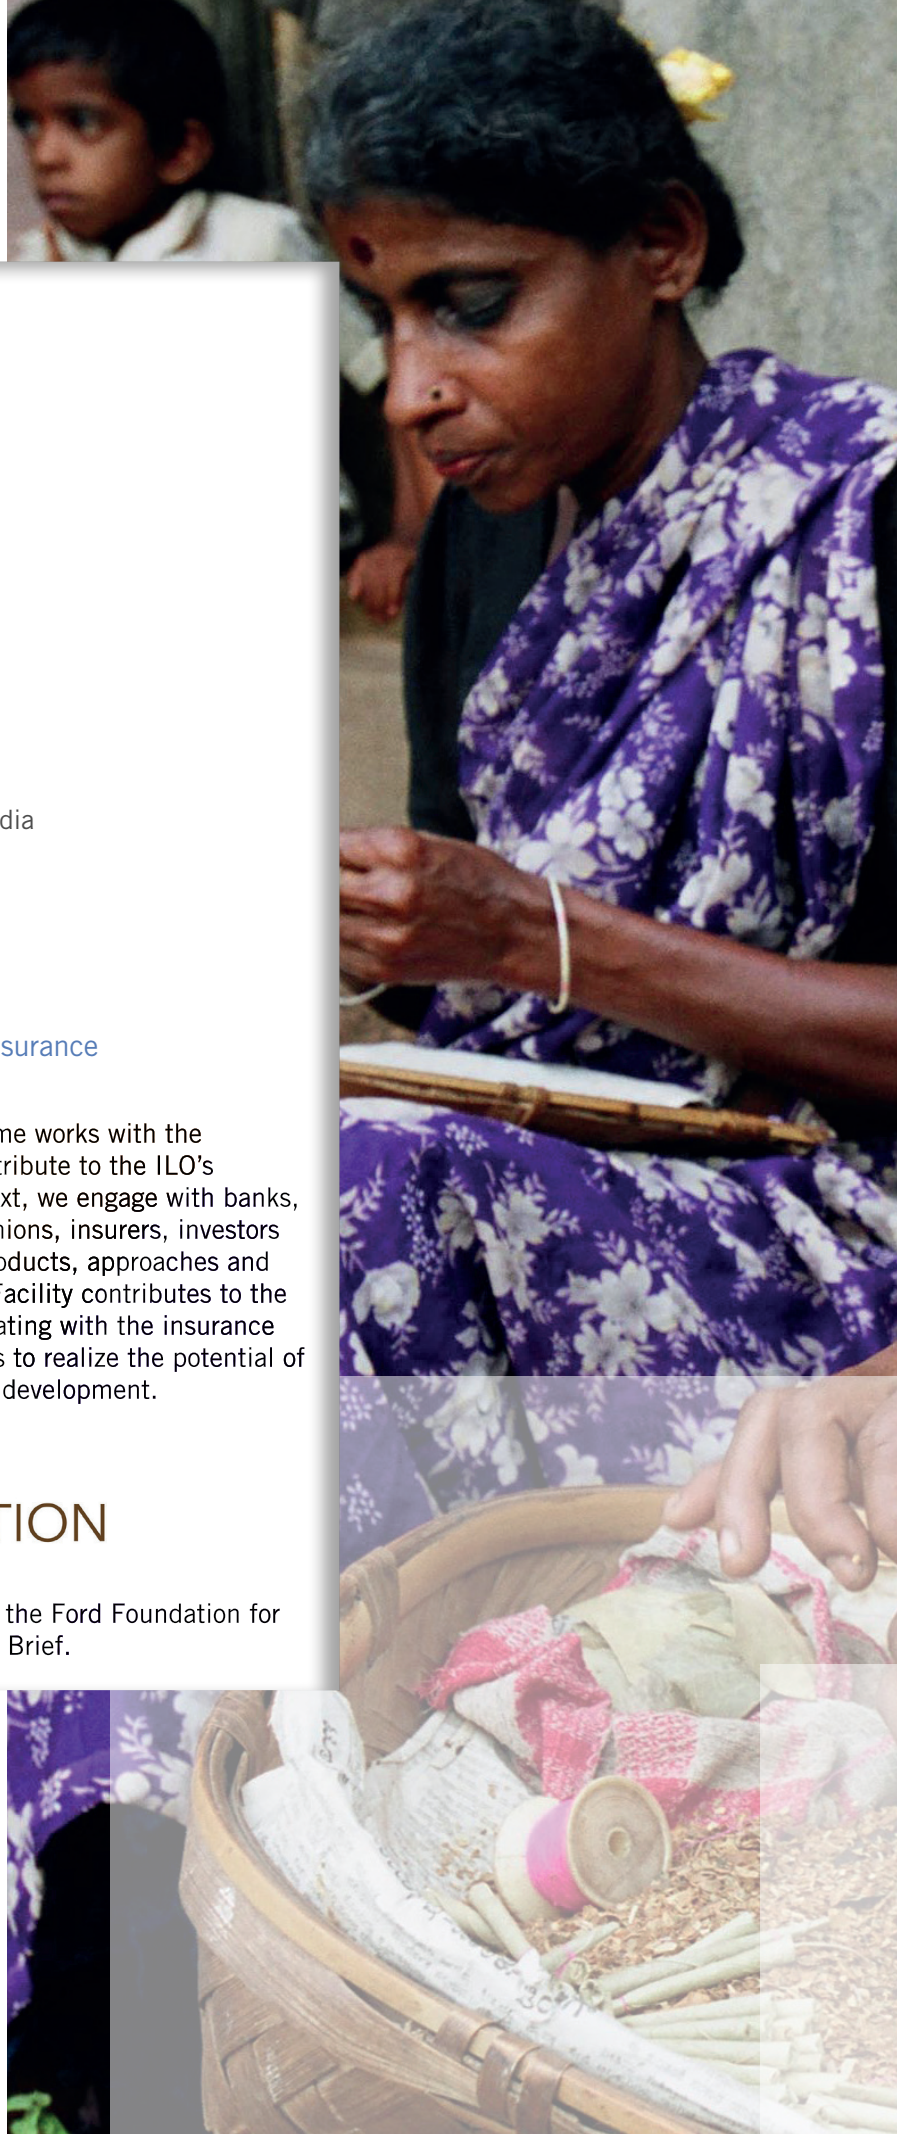 dia
surance
me works with the
tribute to the ILO's
xt, we engage with banks,
nions, insurers, investors
oducts, approaches and
Facility contributes to the
ating with the insurance
s to realize the potential of
development.
TION
the Ford Foundation for
Brief.